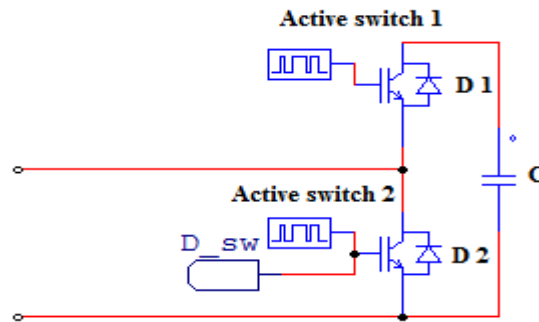 Active switch 1
D 1
C
Active switch 2
D_sw
D 2